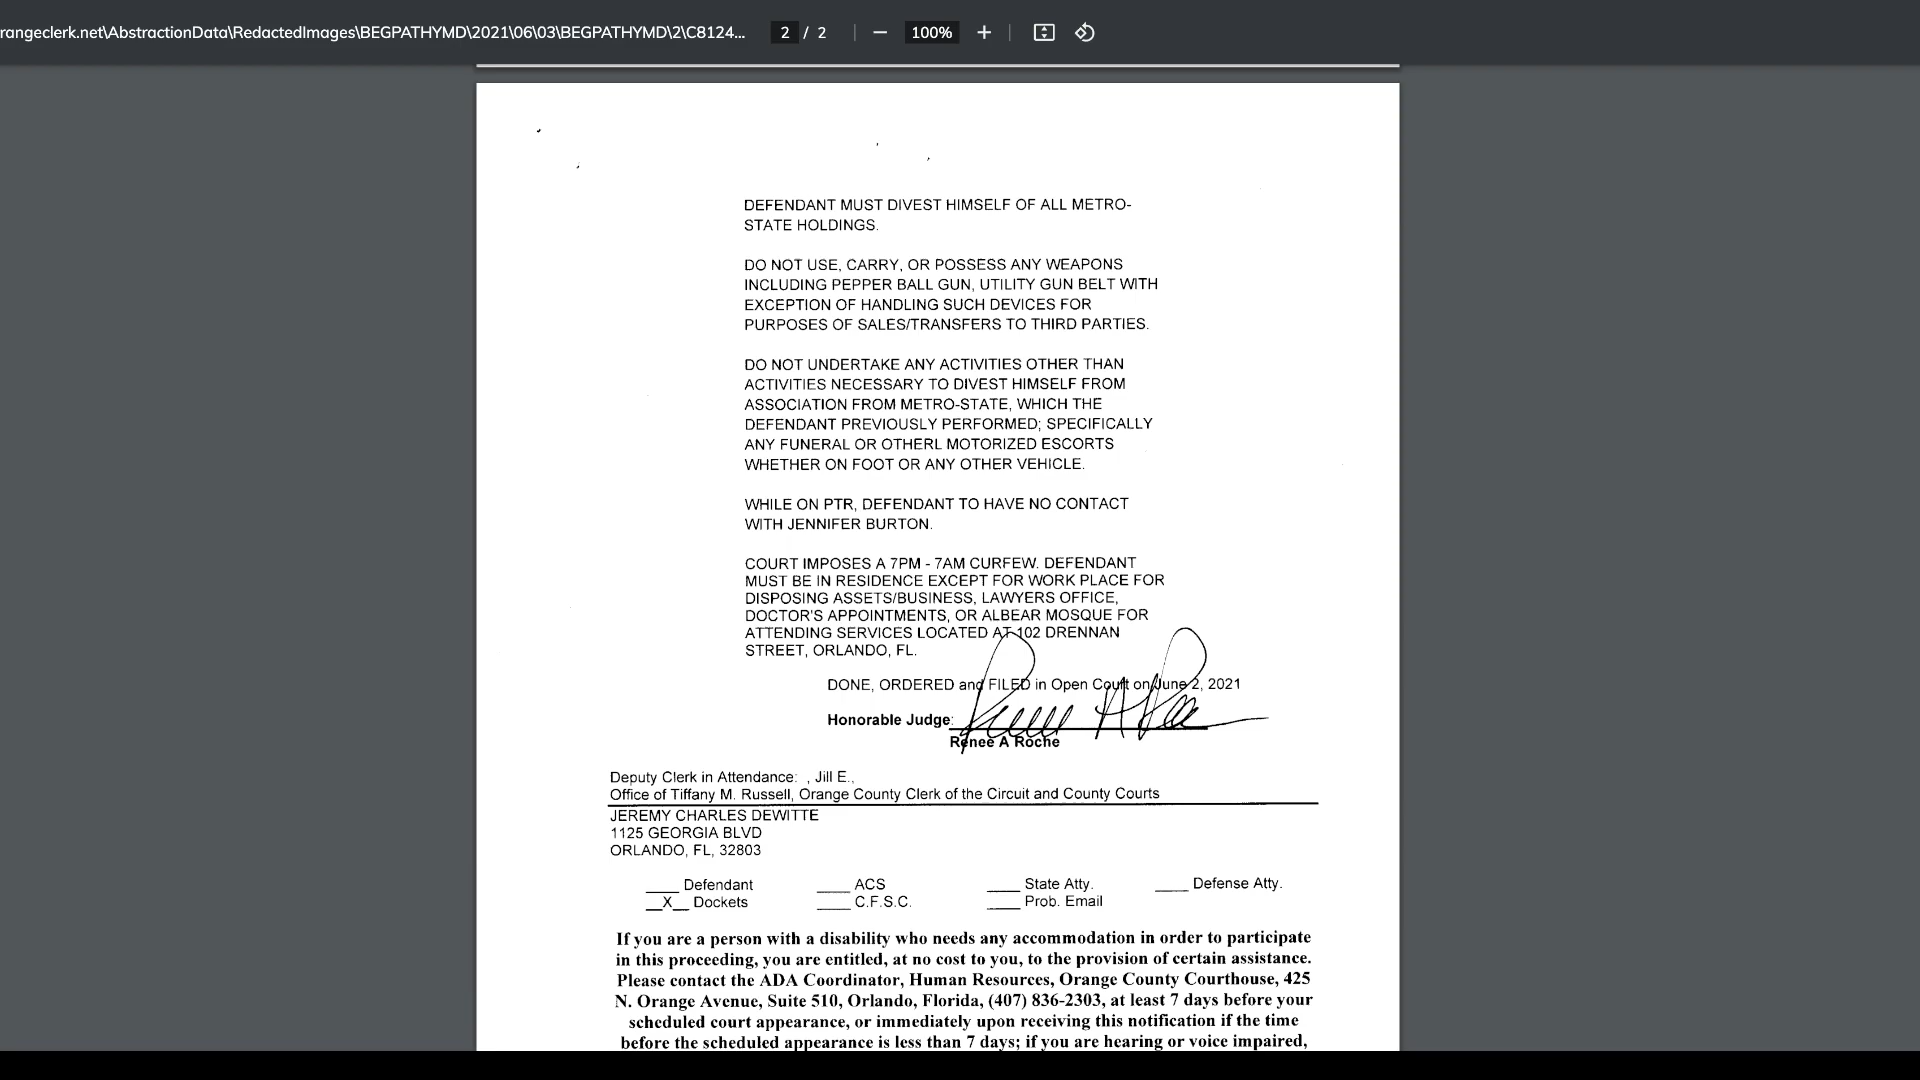 rangeclerk.net\AbstractionData\RedactedImages\BEGPATHYMD\2021\06\03\BEGPATHYMD\2\C8124... 2 / 2 100%
DEFENDANT MUST DIVEST HIMSELF OF ALL METRO-
STATE HOLDINGS.
DO NOT USE, CARRY, OR POSSESS ANY WEAPONS
INCLUDING PEPPER BALL GUN, UTILITY GUN BELT WITH
EXCEPTION OF HANDLING SUCH DEVICES FOR
PURPOSES OF SALES/TRANSFERS TO THIRD PARTIES.
DO NOT UNDERTAKE ANY ACTIVITIES OTHER THAN
ACTIVITIES NECESSARY TO DIVEST HIMSELF FROM
ASSOCIATION FROM METRO-STATE, WHICH THE
DEFENDANT PREVIOUSLY PERFORMED; SPECIFICALLY
ANY FUNERAL OR OTHERL MOTORIZED ESCORTS
WHETHER ON FOOT OR ANY OTHER VEHICLE.
WHILE ON PTR, DEFENDANT TO HAVE NO CONTACT
WITH JENNIFER BURTON.
COURT IMPOSES A 7PM - 7AM CURFEW. DEFENDANT
MUST BE IN RESIDENCE EXCEPT FOR WORK PLACE FOR
DISPOSING ASSETS/BUSINESS, LAWYERS OFFICE,
DOCTOR'S APPOINTMENTS, OR ALBEAR MOSQUE FOR
ATTENDING SERVICES LOCATED AT 102 DRENNAN
STREET, ORLANDO, FL.
DONE, ORDERED and FILED in Open Court on June 2, 2021
Honorable Judge:
Renee A Roche
Deputy Clerk in Attendance: , Jill E.,
Office of Tiffany M. Russell, Orange County Clerk of the Circuit and County Courts
JEREMY CHARLES DEWITTE
1125 GEORGIA BLVD
ORLANDO, FL, 32803
____ Defendant ____ ACS ____ State Atty. ____ Defense Atty.
__X__ Dockets ____ C.F.S.C. ____ Prob. Email
If you are a person with a disability who needs any accommodation in order to participate
in this proceeding, you are entitled, at no cost to you, to the provision of certain assistance.
Please contact the ADA Coordinator, Human Resources, Orange County Courthouse, 425
N. Orange Avenue, Suite 510, Orlando, Florida, (407) 836-2303, at least 7 days before your
scheduled court appearance, or immediately upon receiving this notification if the time
before the scheduled appearance is less than 7 days; if you are hearing or voice impaired,